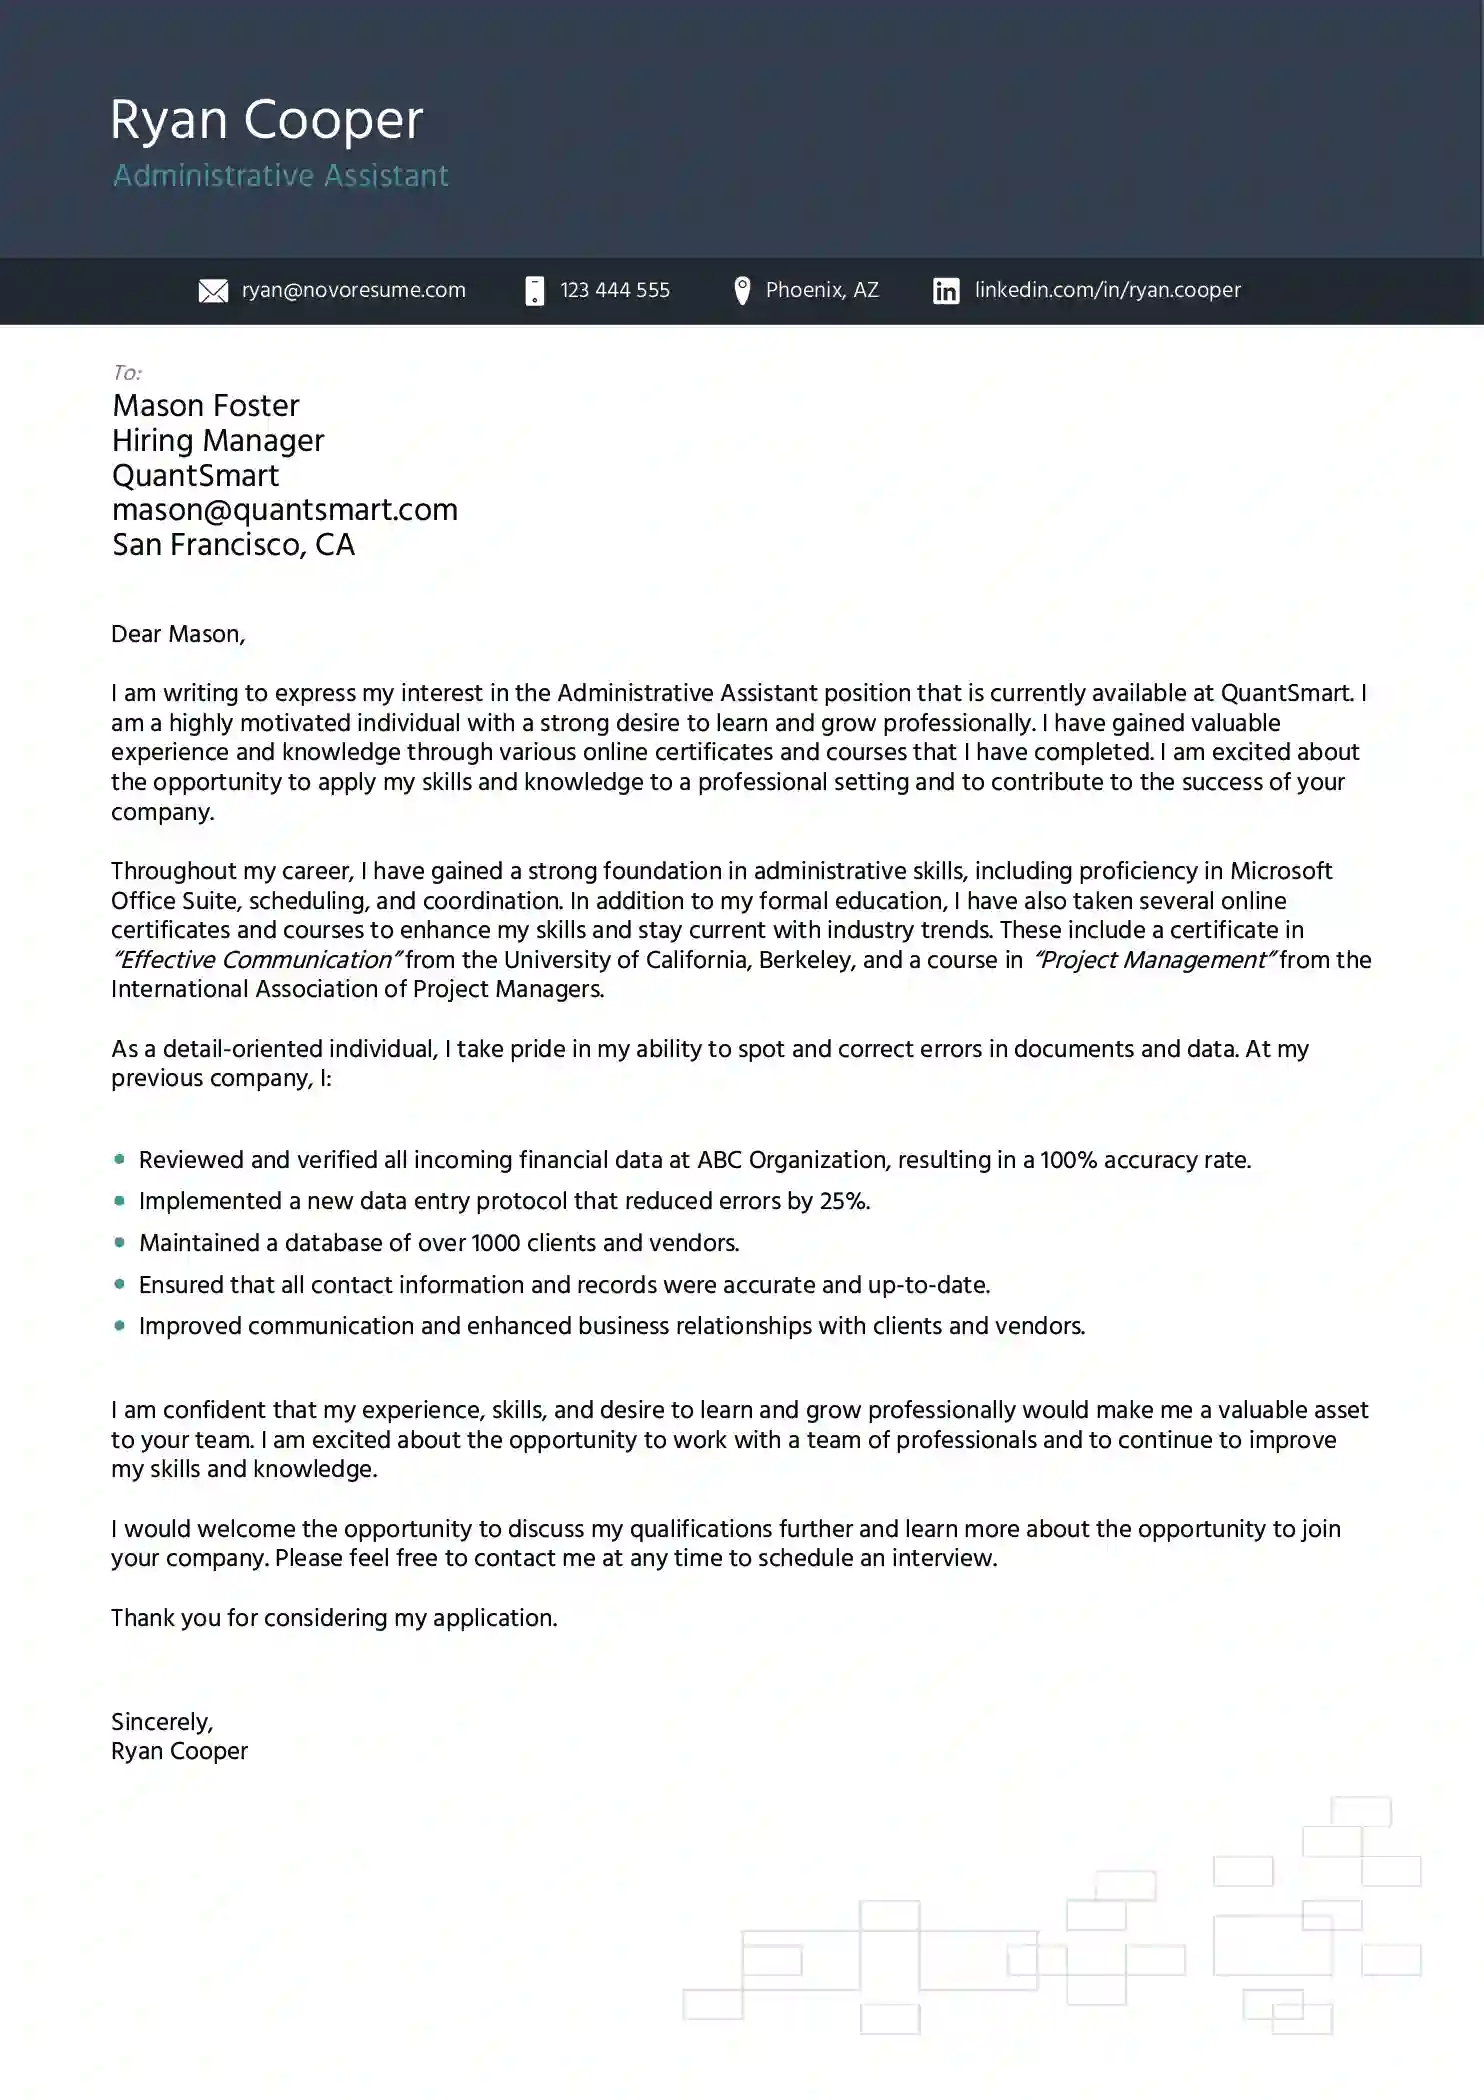 Ryan Cooper
Administrative Assistant
ryan@novoresume.com 123 444 555 Phoenix, AZ linkedin.com/in/ryan.cooper
To:
Mason Foster
Hiring Manager
QuantSmart
mason@quantsmart.com
San Francisco, CA
Dear Mason,
I am writing to express my interest in the Administrative Assistant position that is currently available at QuantSmart. I
am a highly motivated individual with a strong desire to learn and grow professionally. I have gained valuable
experience and knowledge through various online certificates and courses that I have completed. I am excited about
the opportunity to apply my skills and knowledge to a professional setting and to contribute to the success of your
company.
Throughout my career, I have gained a strong foundation in administrative skills, including proficiency in Microsoft
Office Suite, scheduling, and coordination. In addition to my formal education, I have also taken several online
certificates and courses to enhance my skills and stay current with industry trends. These include a certificate in
“Effective Communication” from the University of California, Berkeley, and a course in “Project Management” from the
International Association of Project Managers.
As a detail-oriented individual, I take pride in my ability to spot and correct errors in documents and data. At my
previous company, I:
• Reviewed and verified all incoming financial data at ABC Organization, resulting in a 100% accuracy rate.
• Implemented a new data entry protocol that reduced errors by 25%.
• Maintained a database of over 1000 clients and vendors.
• Ensured that all contact information and records were accurate and up-to-date.
• Improved communication and enhanced business relationships with clients and vendors.
I am confident that my experience, skills, and desire to learn and grow professionally would make me a valuable asset
to your team. I am excited about the opportunity to work with a team of professionals and to continue to improve
my skills and knowledge.
I would welcome the opportunity to discuss my qualifications further and learn more about the opportunity to join
your company. Please feel free to contact me at any time to schedule an interview.
Thank you for considering my application.
Sincerely,
Ryan Cooper